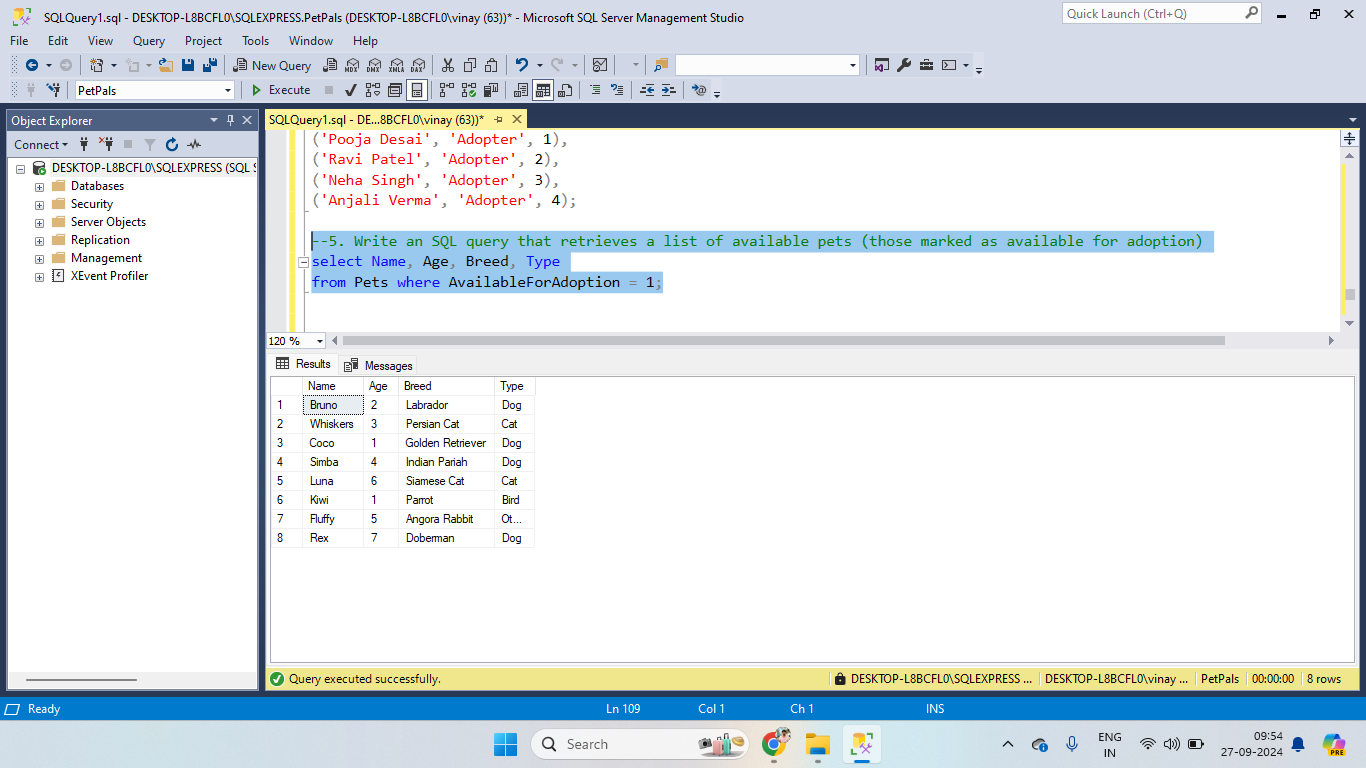 SQLQuery1.sql - DESKTOP-L8BCFL0\SQLEXPRESS.PetPals (DESKTOP-L8BCFL0\vinay (63))* - Microsoft SQL Server Management Studio
Quick Launch (Ctrl+Q)
File Edit View Query Project Tools Window Help
New Query MDX DMX XMLA DAX
PetPals Execute
Object Explorer
SQLQuery1.sql - DE...8BCFL0\vinay (63))*
Connect
DESKTOP-L8BCFL0\SQLEXPRESS (SQL S
Databases
Security
Server Objects
Replication
Management
XEvent Profiler
('Pooja Desai', 'Adopter', 1),
('Ravi Patel', 'Adopter', 2),
('Neha Singh', 'Adopter', 3),
('Anjali Verma', 'Adopter', 4);
--5. Write an SQL query that retrieves a list of available pets (those marked as available for adoption)
select Name, Age, Breed, Type
from Pets where AvailableForAdoption = 1;
120 %
Results Messages
Name Age Breed Type
1 Bruno 2 Labrador Dog
2 Whiskers 3 Persian Cat Cat
3 Coco 1 Golden Retriever Dog
4 Simba 4 Indian Pariah Dog
5 Luna 6 Siamese Cat Cat
6 Kiwi 1 Parrot Bird
7 Fluffy 5 Angora Rabbit Ot...
8 Rex 7 Doberman Dog
Query executed successfully. DESKTOP-L8BCFL0\SQLEXPRESS ... DESKTOP-L8BCFL0\vinay ... PetPals 00:00:00 8 rows
Ready Ln 109 Col 1 Ch 1 INS
Search
ENG
IN
09:54
27-09-2024
PRE